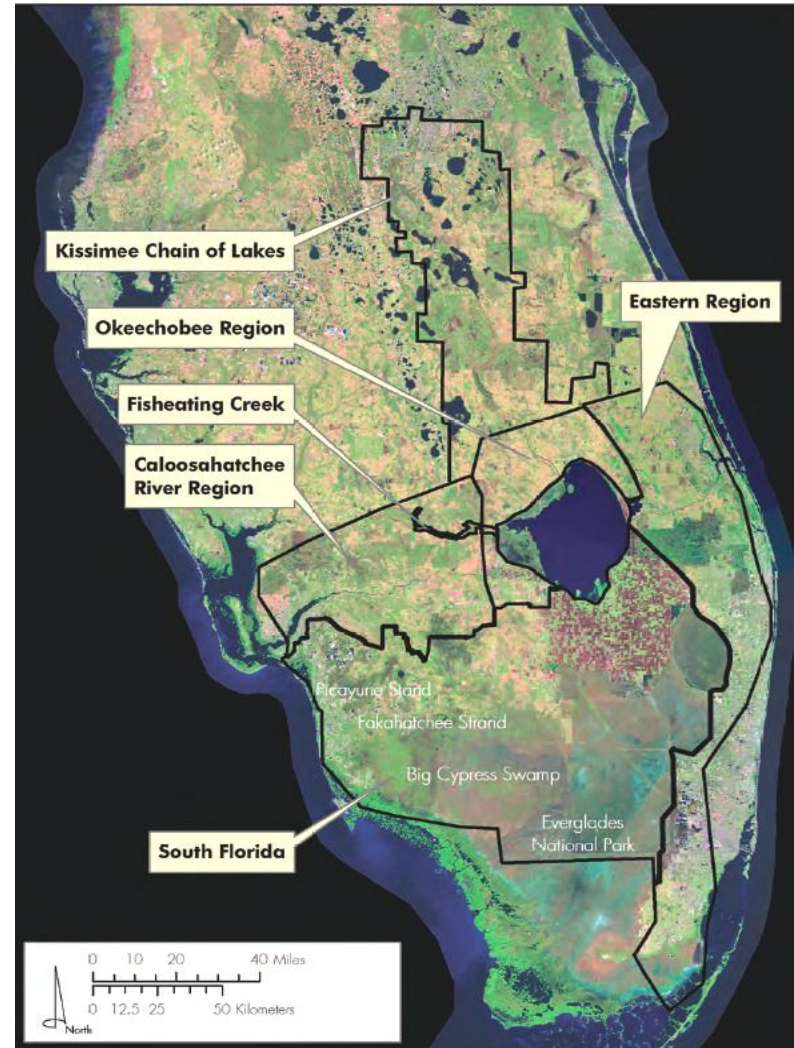 Kissimee Chain of Lakes
Eastern Region
Okeechobee Region
Fisheating Creek
Caloosahatchee
River Region
Picayune Stand
Fakahatchee Strand
Big Cypress Swamp
Everglades
National Park
South Florida
0 10 20 40 Miles
0 12.5 25 50 Kilometers
North